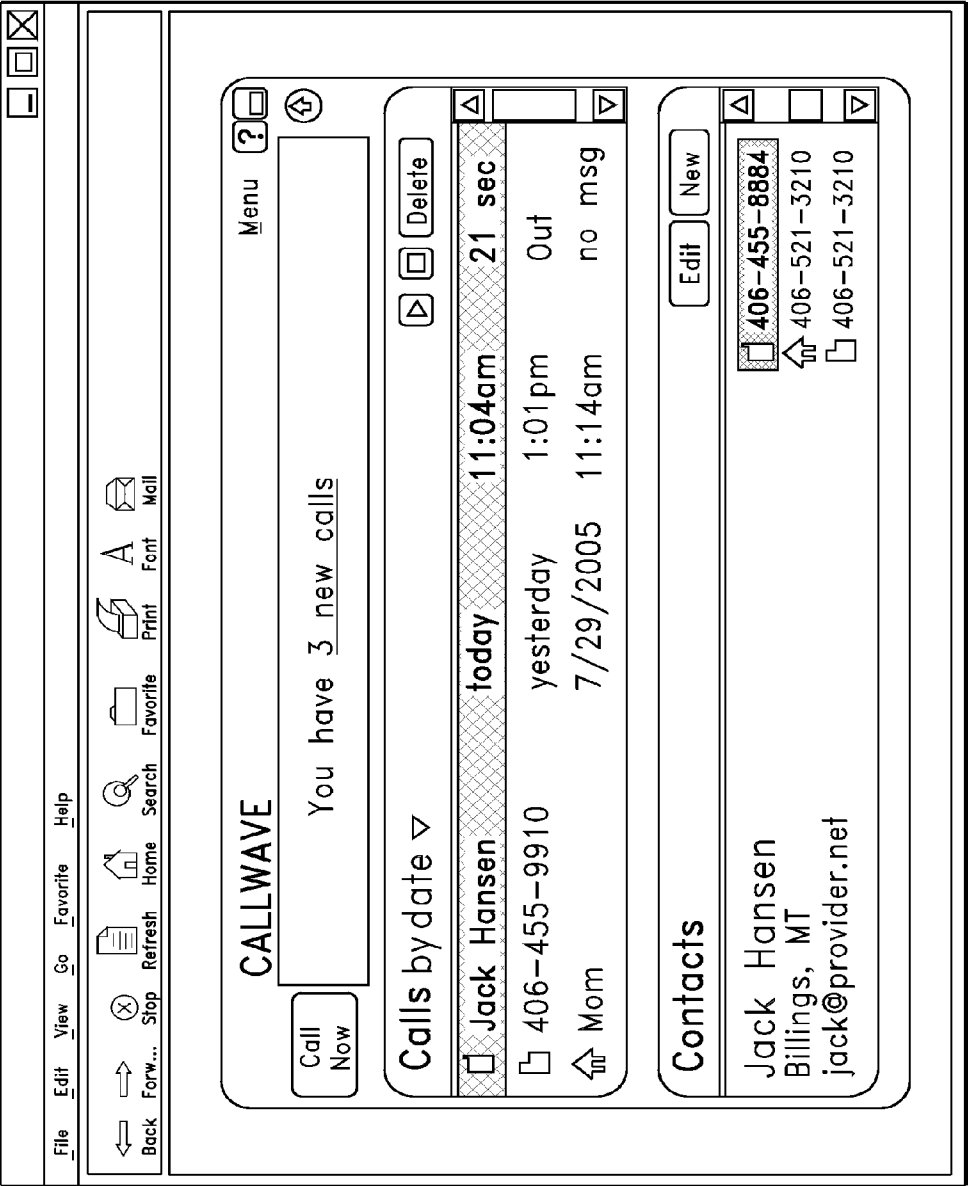 File Edit View Go Favorite Help
Back Forw... Stop Refresh Home Search Favorite Print Font Mail
CALLWAVE Menu ?
Call
Now
You have 3 new calls
Calls by date Delete
Jack Hansen today 11:04am 21 sec
406-455-9910 yesterday 1:01pm Out
Mom 7/29/2005 11:14am no msg
Contacts Edit New
Jack Hansen 406-455-8884
Billings, MT 406-521-3210
jack@provider.net 406-521-3210